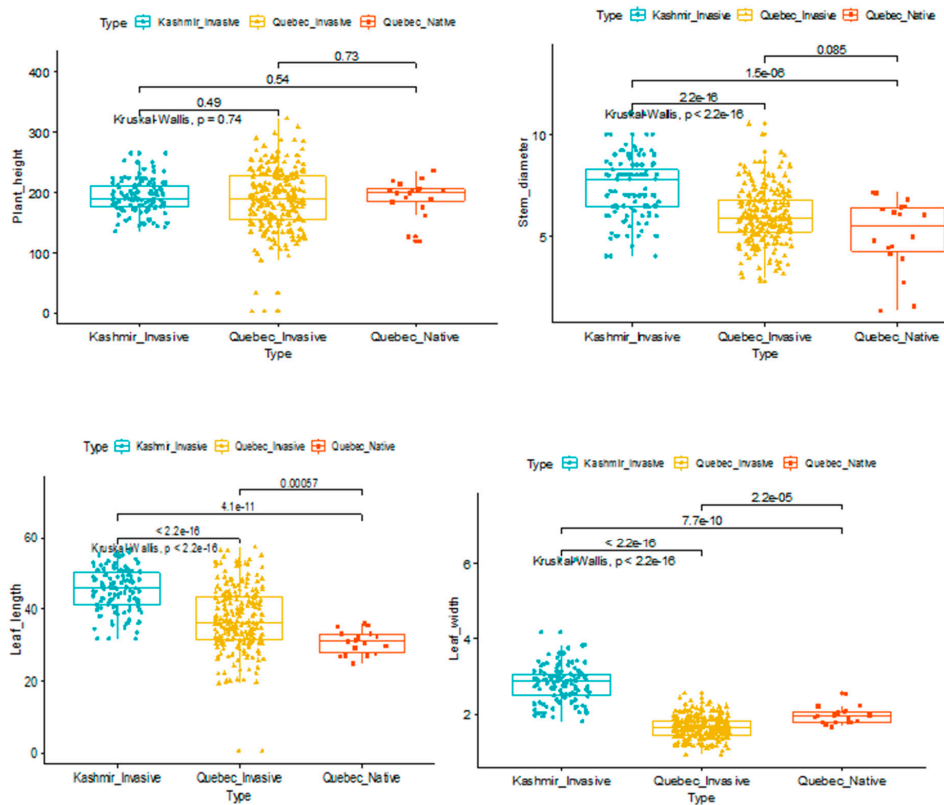 Type Kashmir_Invasive Quebec_Invasive Quebec_Native
400
300
200
100
0
Plant_height
0.73
0.54
0.49
Kruskal-Wallis, p = 0.74
Kashmir_Invasive Quebec_Invasive Quebec_Native
Type
Type Kashmir_Invasive Quebec_Invasive Quebec_Native
10
5
Stem_diameter
0.085
1.5e-06
2.2e-16
Kruskal-Wallis, p < 2.2e-16
Kashmir_Invasive Quebec_Invasive Quebec_Native
Type
Type Kashmir_Invasive Quebec_Invasive Quebec_Native
60
40
20
0
Leaf_length
0.00057
4.1e-11
< 2.2e-16
Kruskal-Wallis, p < 2.2e-16
Kashmir_Invasive Quebec_Invasive Quebec_Native
Type
Type Kashmir_Invasive Quebec_Invasive Quebec_Native
6
4
2
Leaf_width
2.2e-05
7.7e-10
< 2.2e-16
Kruskal-Wallis, p < 2.2e-16
Kashmir_Invasive Quebec_Invasive Quebec_Native
Type